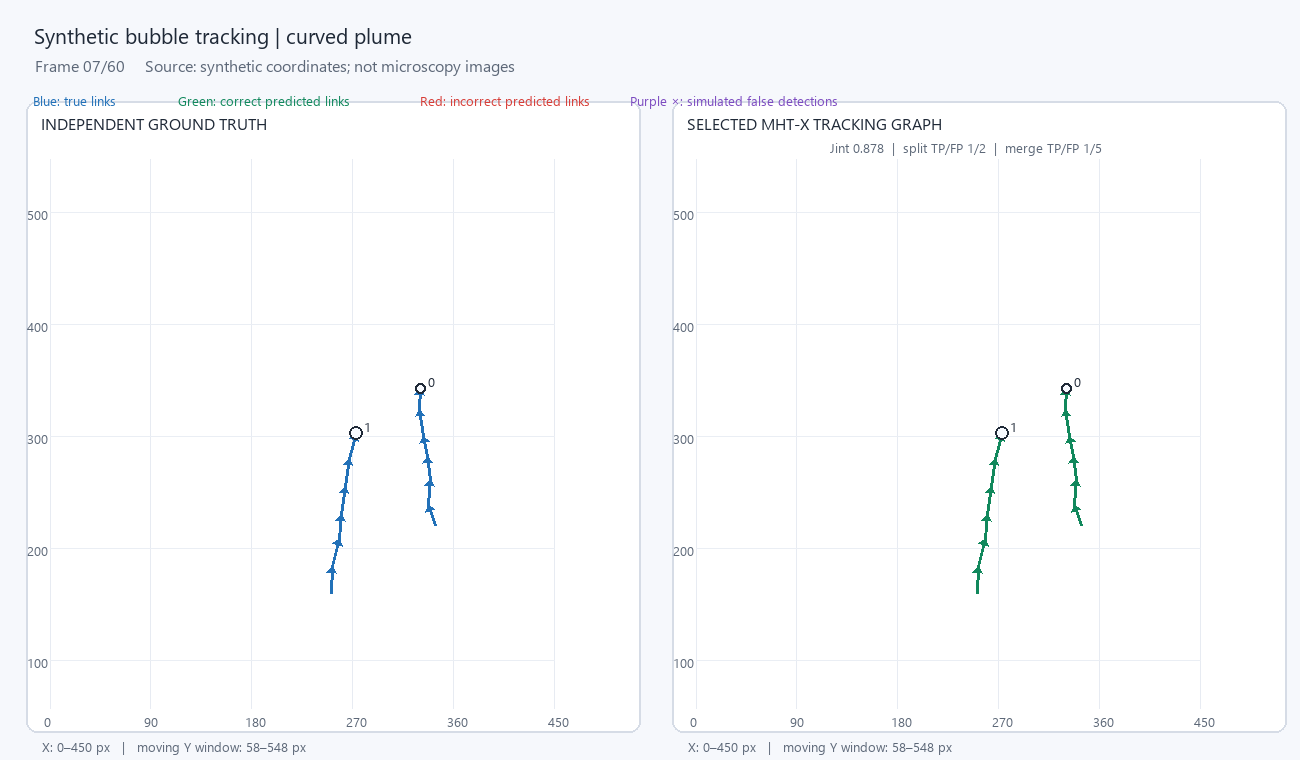 Synthetic bubble tracking | curved plume
Frame 07/60 Source: synthetic coordinates; not microscopy images
Blue: true links Green: correct predicted links Red: incorrect predicted links Purple ×: simulated false detections
INDEPENDENT GROUND TRUTH
500
400
300
200
100
0 90 180 270 360 450
0
1
X: 0–450 px | moving Y window: 58–548 px
SELECTED MHT-X TRACKING GRAPH
Jint 0.878 | split TP/FP 1/2 | merge TP/FP 1/5
500
400
300
200
100
0 90 180 270 360 450
0
1
X: 0–450 px | moving Y window: 58–548 px